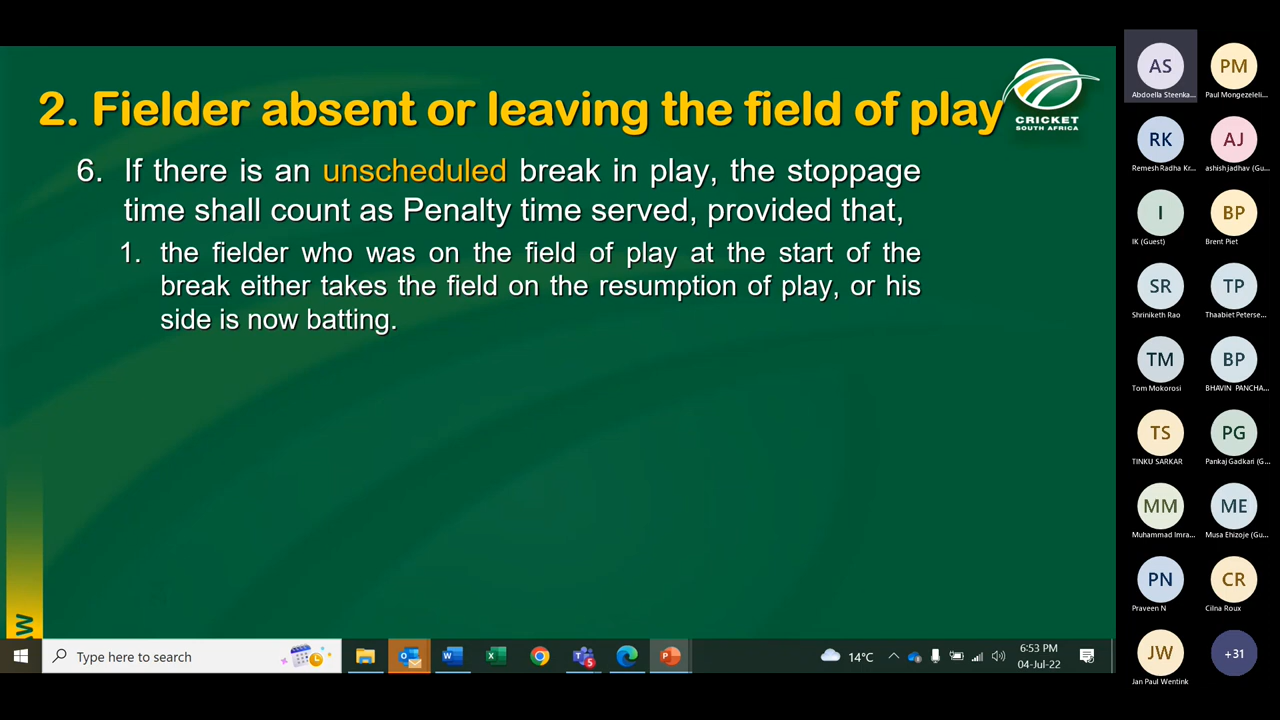 2. Fielder absent or leaving the field of play
CRICKET
SOUTH AFRICA
6. If there is an unscheduled break in play, the stoppage
time shall count as Penalty time served, provided that,
1. the fielder who was on the field of play at the start of the
break either takes the field on the resumption of play, or his
side is now batting.
W
Type here to search
5
14°C
6:53 PM
04-Jul-22
AS
Abdoella Steenka...
PM
Paul Mongezeleli...
RK
Remesh Radha Kr...
AJ
ashish jadhav (Gu...
I
IK (Guest)
BP
Brent Piet
SR
Shriniketh Rao
TP
Thaabiet Peterse...
TM
Tom Mokorosi
BP
BHAVIN PANCHA...
TS
TINKU SARKAR
PG
Pankaj Gadkari (G...
MM
Muhammad Imra...
ME
Musa Ehizoje (Gu...
PN
Praveen N
CR
Cilna Roux
JW
Jan Paul Wentink
+31